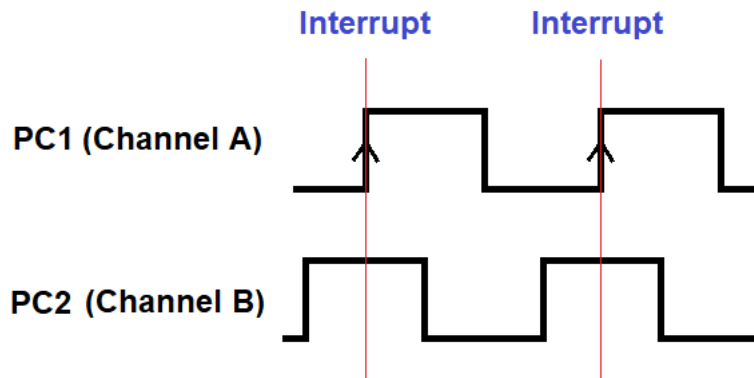 Interrupt Interrupt
PC1 (Channel A)
PC2 (Channel B)